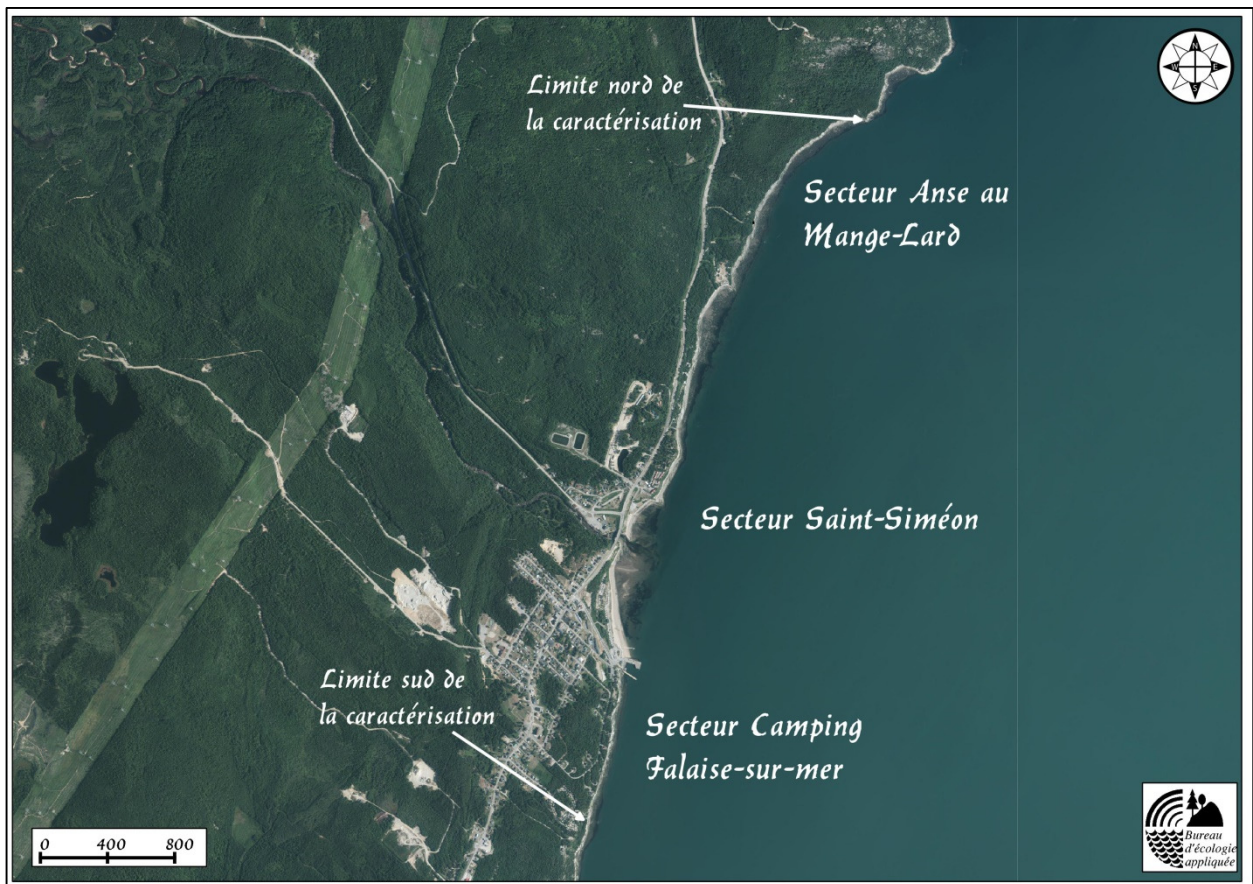 N
W E
S
Limite nord de
la caractérisation
Secteur Anse au
Mange-Lard
Secteur Saint-Siméon
Limite sud de
la caractérisation
Secteur Camping
Falaise-sur-mer
0 400 800
Bureau
d'écologie
appliquée